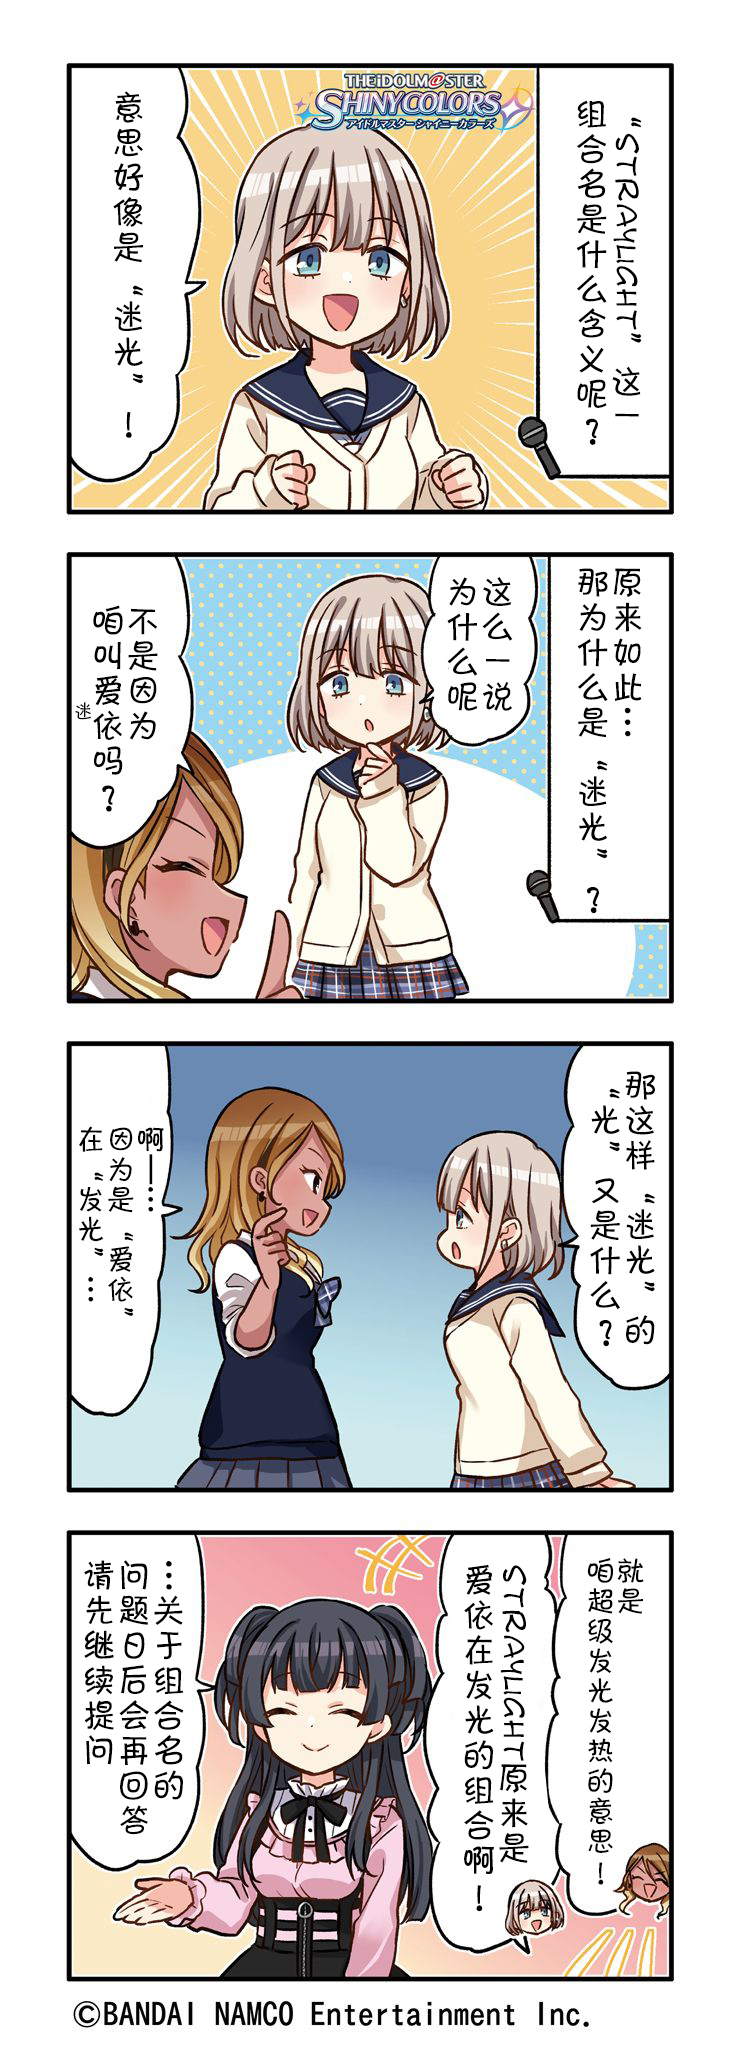 THE iDOLM@STER
SHINY COLORS
アイドルマスター シャイニーカラーズ
“STRAYLIGHT”这一
组合名是什么含义呢？
意思好像是“迷光”！
原来如此…
那为什么是“迷光”？
这么一说
为什么呢
不是因为
咱叫爱依吗？
迷
那这样“迷光”的
“光”又是什么？
啊—…
因为是“爱依”
在“发光”…
就是
咱超级发光发热的意思！
STRAYLIGHT原来是
爱依在发光的组合啊！
…关于组合名的
问题日后会再回答
请先继续提问
©BANDAI NAMCO Entertainment Inc.